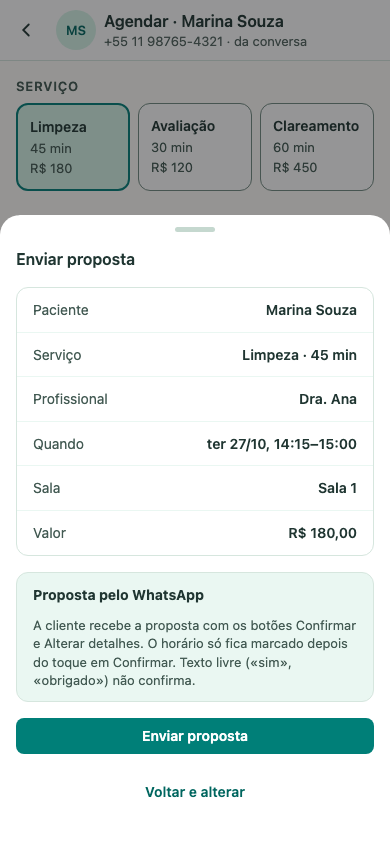 MS
Agendar · Marina Souza
+55 11 98765-4321 · da conversa
SERVIÇO
Limpeza
45 min
R$ 180
Avaliação
30 min
R$ 120
Clareamento
60 min
R$ 450
Enviar proposta
Paciente Marina Souza
Serviço Limpeza · 45 min
Profissional Dra. Ana
Quando ter 27/10, 14:15–15:00
Sala Sala 1
Valor R$ 180,00
Proposta pelo WhatsApp
A cliente recebe a proposta com os botões Confirmar
e Alterar detalhes. O horário só fica marcado depois
do toque em Confirmar. Texto livre («sim»,
«obrigado») não confirma.
Enviar proposta
Voltar e alterar